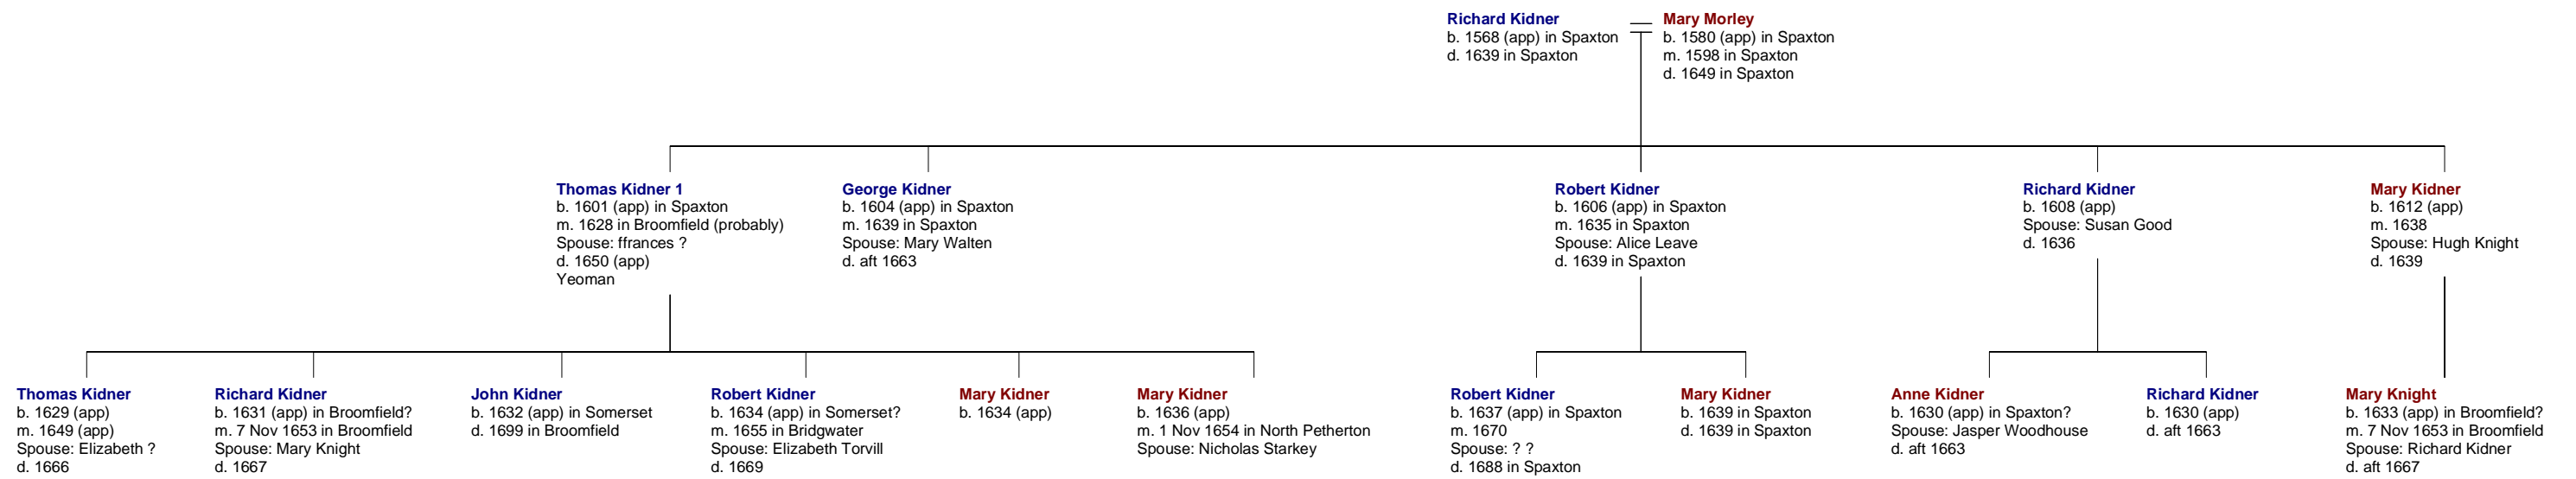 Richard Kidner
b. 1568 (app) in Spaxton
d. 1639 in Spaxton
Mary Morley
b. 1580 (app) in Spaxton
m. 1598 in Spaxton
d. 1649 in Spaxton
Thomas Kidner 1
b. 1601 (app) in Spaxton
m. 1628 in Broomfield (probably)
Spouse: ffrances ?
d. 1650 (app)
Yeoman
George Kidner
b. 1604 (app) in Spaxton
m. 1639 in Spaxton
Spouse: Mary Walten
d. aft 1663
Robert Kidner
b. 1606 (app) in Spaxton
m. 1635 in Spaxton
Spouse: Alice Leave
d. 1639 in Spaxton
Richard Kidner
b. 1608 (app)
Spouse: Susan Good
d. 1636
Mary Kidner
b. 1612 (app)
m. 1638
Spouse: Hugh Knight
d. 1639
Thomas Kidner
b. 1629 (app)
m. 1649 (app)
Spouse: Elizabeth ?
d. 1666
Richard Kidner
b. 1631 (app) in Broomfield?
m. 7 Nov 1653 in Broomfield
Spouse: Mary Knight
d. 1667
John Kidner
b. 1632 (app) in Somerset
d. 1699 in Broomfield
Robert Kidner
b. 1634 (app) in Somerset?
m. 1655 in Bridgwater
Spouse: Elizabeth Torvill
d. 1669
Mary Kidner
b. 1634 (app)
Mary Kidner
b. 1636 (app)
m. 1 Nov 1654 in North Petherton
Spouse: Nicholas Starkey
Robert Kidner
b. 1637 (app) in Spaxton
m. 1670
Spouse: ? ?
d. 1688 in Spaxton
Mary Kidner
b. 1639 in Spaxton
d. 1639 in Spaxton
Anne Kidner
b. 1630 (app) in Spaxton?
Spouse: Jasper Woodhouse
d. aft 1663
Richard Kidner
b. 1630 (app)
d. aft 1663
Mary Knight
b. 1633 (app) in Broomfield?
m. 7 Nov 1653 in Broomfield
Spouse: Richard Kidner
d. aft 1667